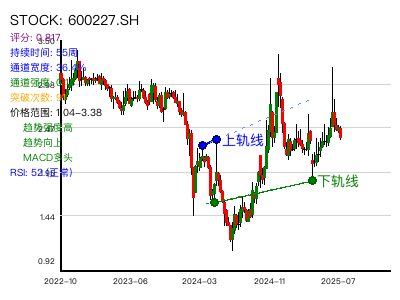 STOCK: 600227.SH
评分: 0.817
持续时间: 55周
通道宽度: 36.
通道强度:
突破次数:
价格范围: 1.04-3.38
趋势强度高
趋势向上
MACD多头
RSI: 52 (正常)
上轨线
下轨线
1.44
0.92
2022-10
2023-06
2024-03
2024-11
2025-07